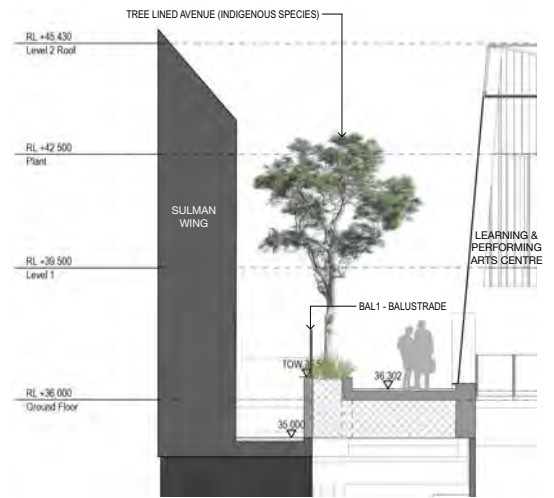 TREE LINED AVENUE (INDIGENOUS SPECIES)
RL +45 430
Level 2 Roof
RL +42 500
Plant
SULMAN
WING
LEARNING &
PERFORMING
ARTS CENTRE
RL +39 500
Level 1
BAL1 - BALUSTRADE
TOW
36.302
RL +36 000
Ground Floor
35 000